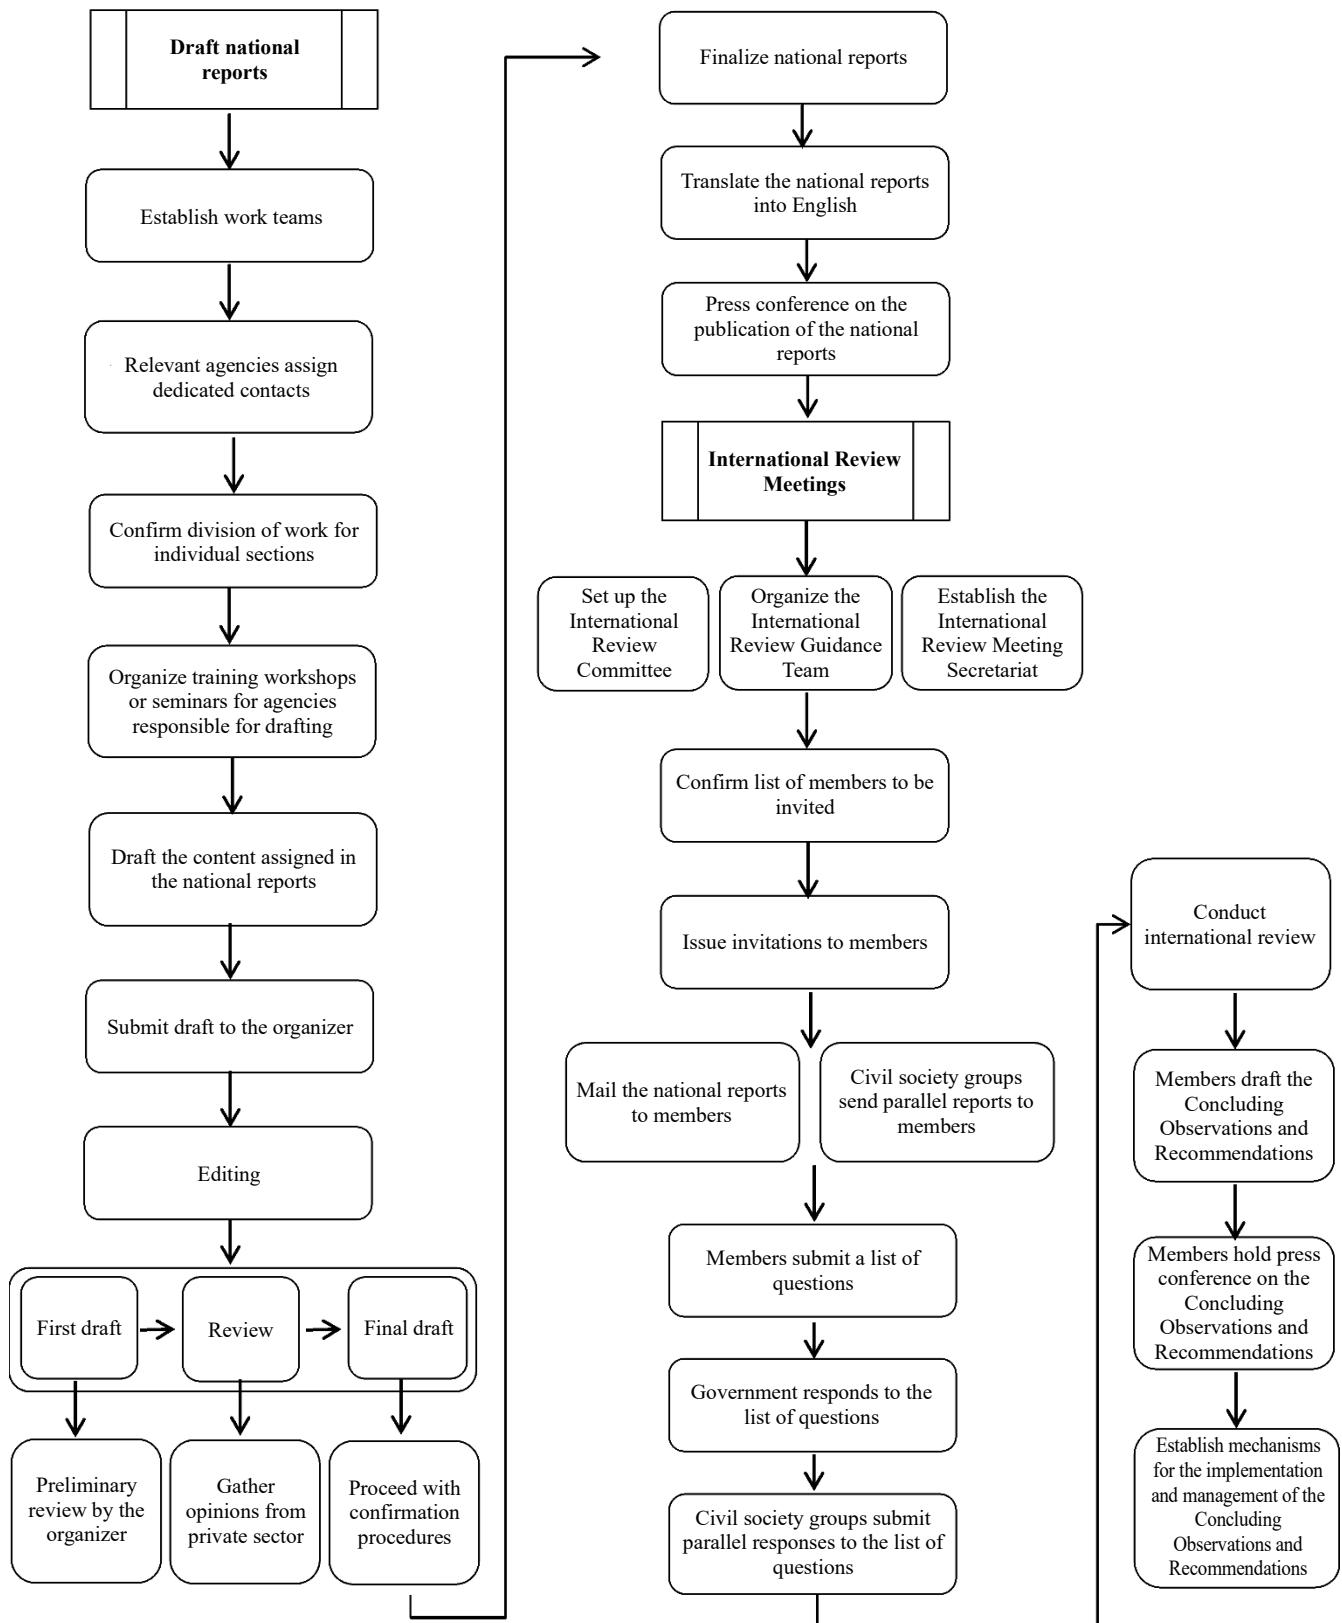 Draft national
reports
Establish work teams
Relevant agencies assign
dedicated contacts
Confirm division of work for
individual sections
Organize training workshops
or seminars for agencies
responsible for drafting
Draft the content assigned in
the national reports
Submit draft to the organizer
Editing
First draft
Review
Final draft
Preliminary
review by the
organizer
Gather
opinions from
private sector
Proceed with
confirmation
procedures
Finalize national reports
Translate the national reports
into English
Press conference on the
publication of the national
reports
International Review
Meetings
Set up the
International
Review
Committee
Organize the
International
Review Guidance
Team
Establish the
International
Review Meeting
Secretariat
Confirm list of members to be
invited
Issue invitations to members
Mail the national reports
to members
Civil society groups
send parallel reports to
members
Members submit a list of
questions
Government responds to the
list of questions
Civil society groups submit
parallel responses to the list of
questions
Conduct
international review
Members draft the
Concluding
Observations and
Recommendations
Members hold press
conference on the
Concluding
Observations and
Recommendations
Establish mechanisms
for the implementation
and management of the
Concluding
Observations and
Recommendations